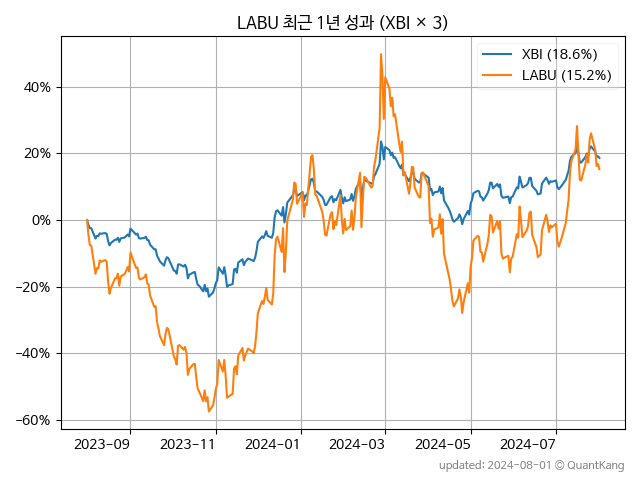 LABU 최근 1년 성과 (XBI × 3)
XBI (18.6%)
LABU (15.2%)
40%
20%
0%
−20%
−40%
−60%
2023-09 2023-11 2024-01 2024-03 2024-05 2024-07
updated: 2024-08-01 © QuantKang